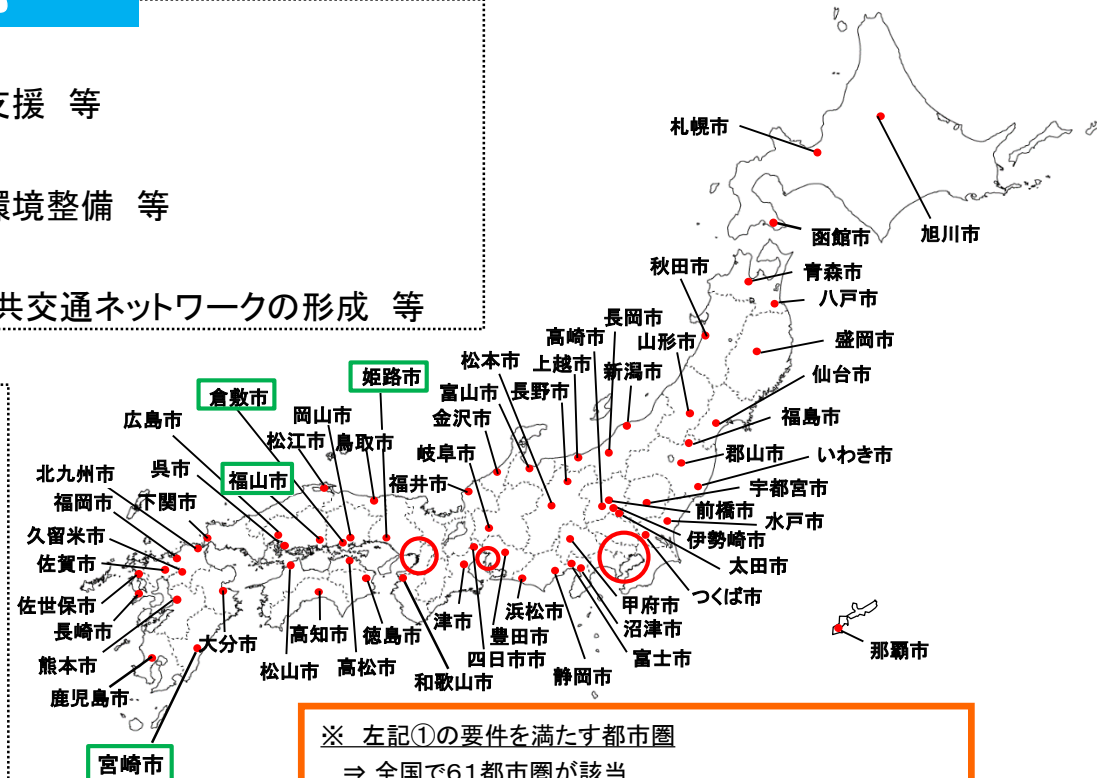 支援 等
環境整備 等
共交通ネットワークの形成 等
札幌市
旭川市
函館市
秋田市
青森市
八戸市
長岡市
高崎市
山形市
盛岡市
松本市
上越市
新潟市
仙台市
姫路市
富山市
長野市
倉敷市
岡山市
金沢市
福島市
広島市
松江市
鳥取市
岐阜市
郡山市
いわき市
北九州市
呉市
福山市
福井市
宇都宮市
福岡市
下関市
前橋市
水戸市
久留米市
伊勢崎市
佐賀市
太田市
つくば市
佐世保市
甲府市
浜松市
長崎市
津市
沼津市
大分市
高知市
徳島市
豊田市
熊本市
四日市市
富士市
那覇市
松山市
高松市
和歌山市
静岡市
鹿児島市
宮崎市
※ 左記①の要件を満たす都市圏
⇒ 全国で61都市圏が該当